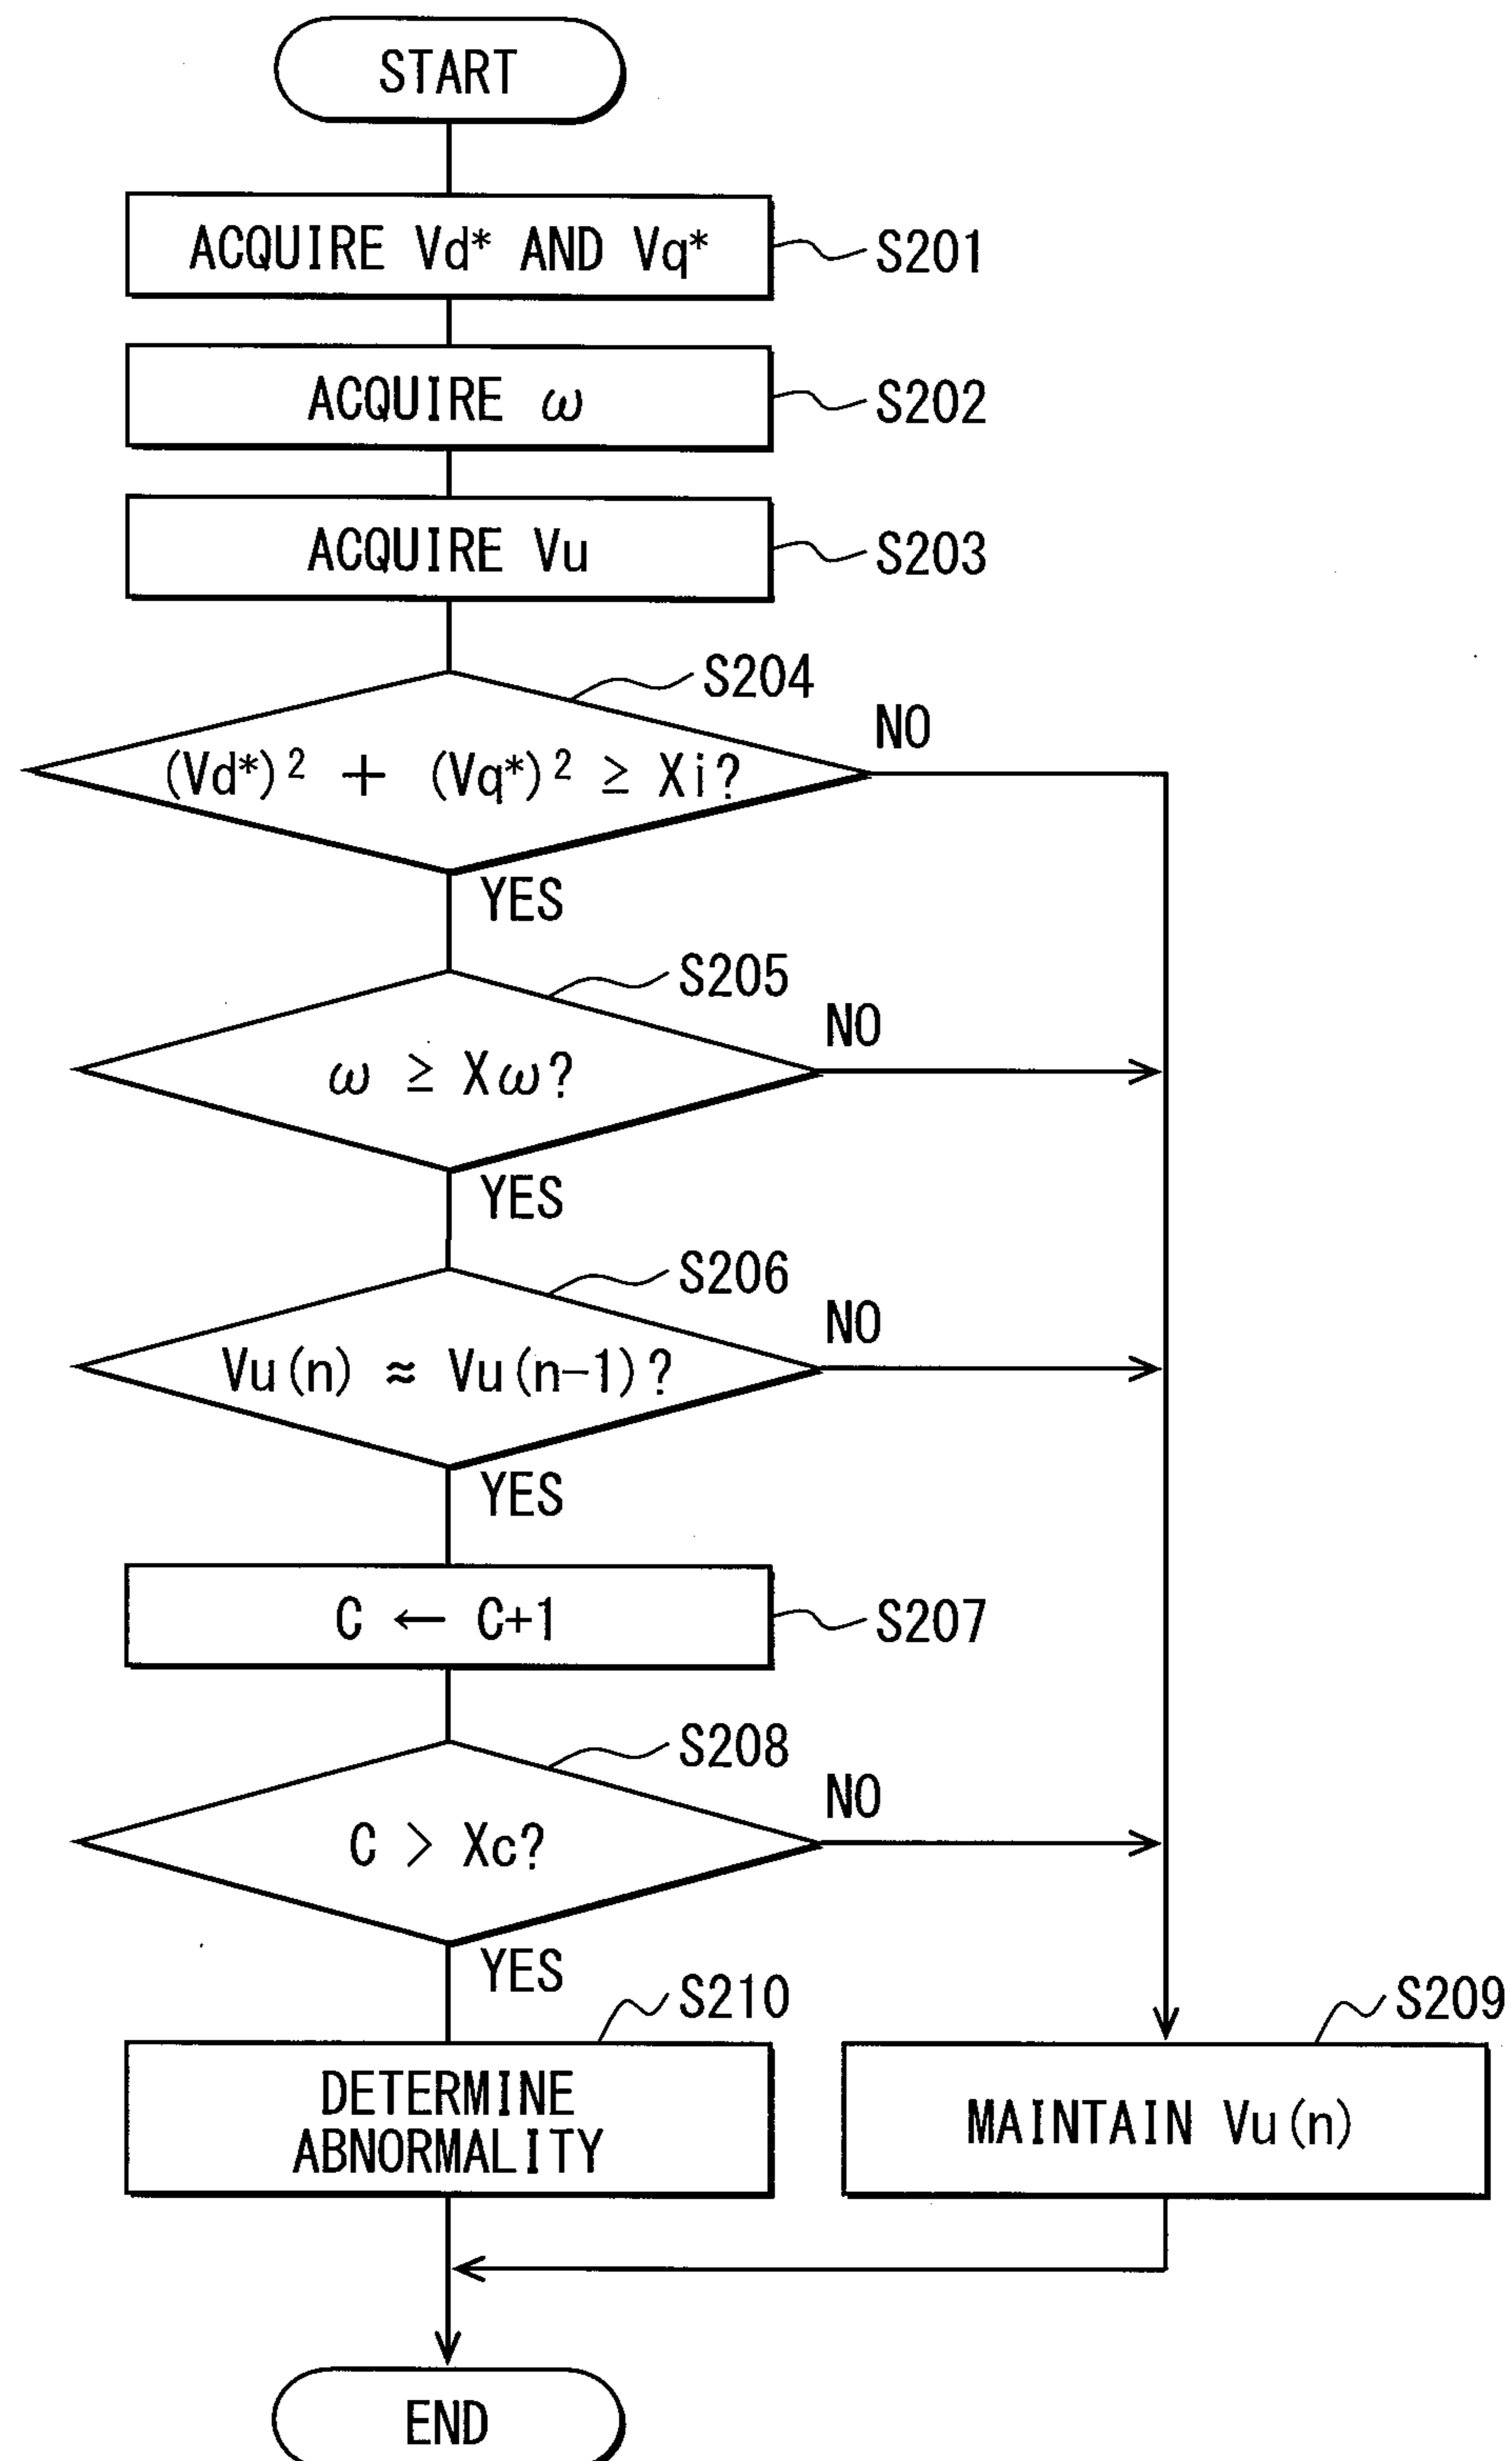 START
ACQUIRE Vd* AND Vq*
S201
ACQUIRE ω
S202
ACQUIRE Vu
S203
S204
(Vd*)² + (Vq*)² ≥ Xi?
NO
YES
S205
ω ≥ Xω?
NO
YES
S206
Vu(n) ≈ Vu(n-1)?
NO
YES
C ← C+1
S207
S208
C > Xc?
NO
YES
S210
DETERMINE
ABNORMALITY
S209
MAINTAIN Vu(n)
END